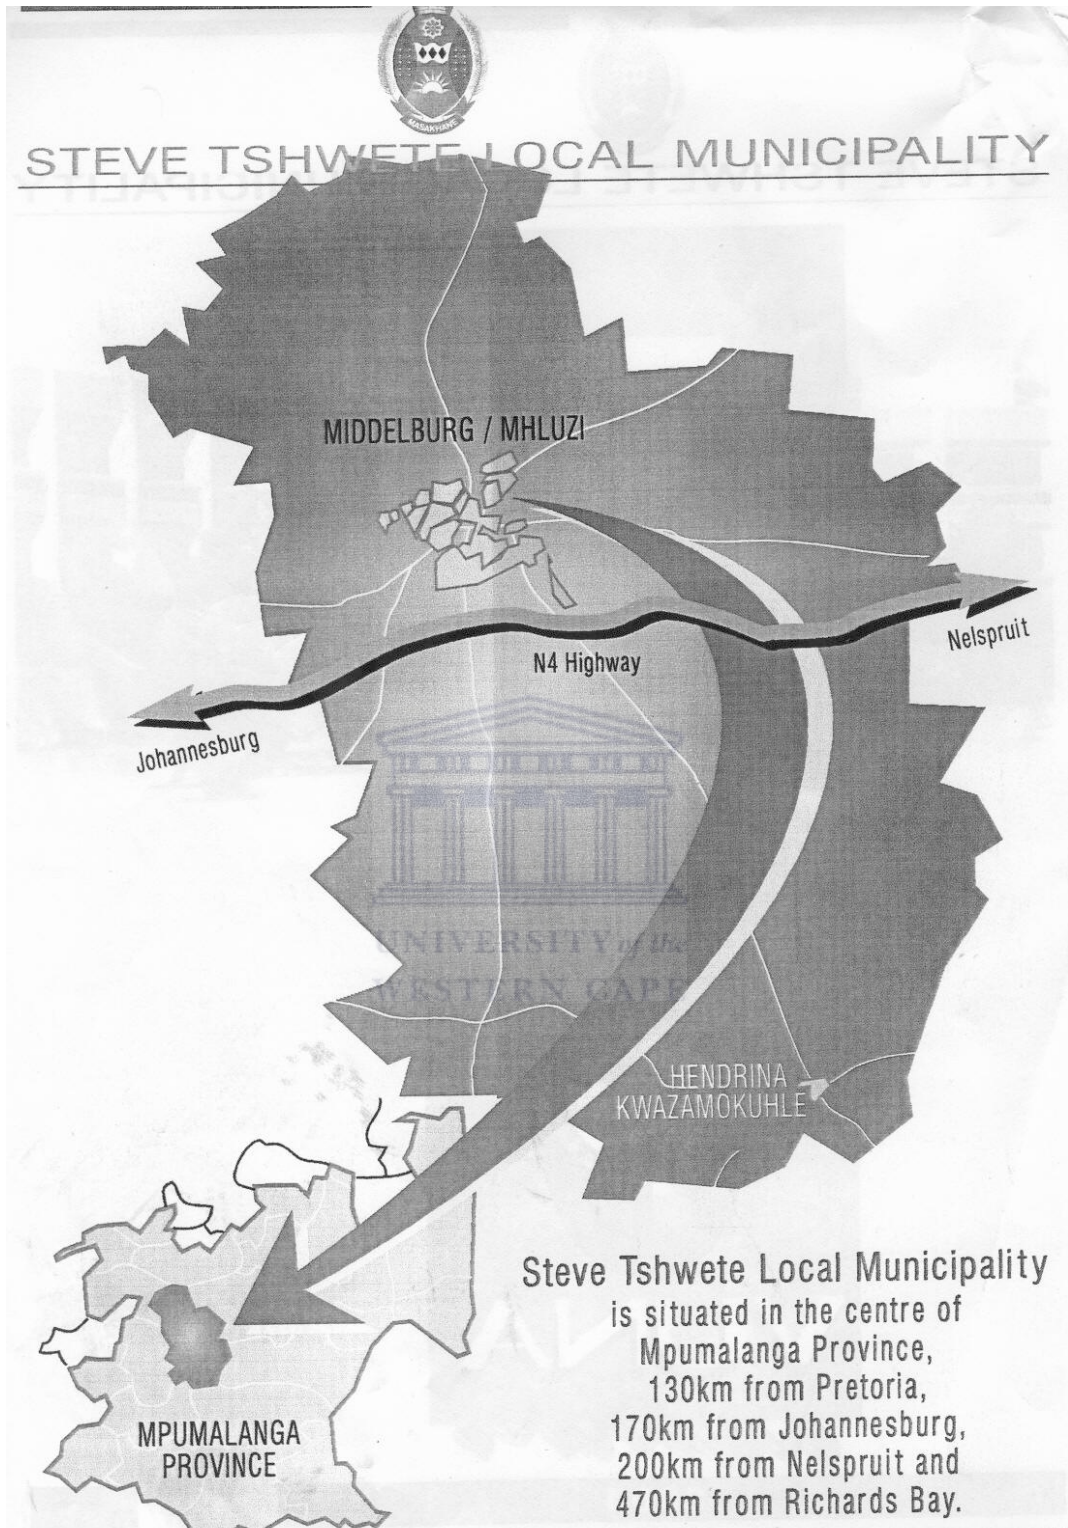 MASAKHANE
STEVE TSHWETE LOCAL MUNICIPALITY
MIDDELBURG / MHLUZI
Nelspruit
N4 Highway
Johannesburg
UNIVERSITY of the
WESTERN CAPE
HENDRINA
KWAZAMOKUHLE
Steve Tshwete Local Municipality
is situated in the centre of
Mpumalanga Province,
130km from Pretoria,
170km from Johannesburg,
200km from Nelspruit and
470km from Richards Bay.
MPUMALANGA
PROVINCE